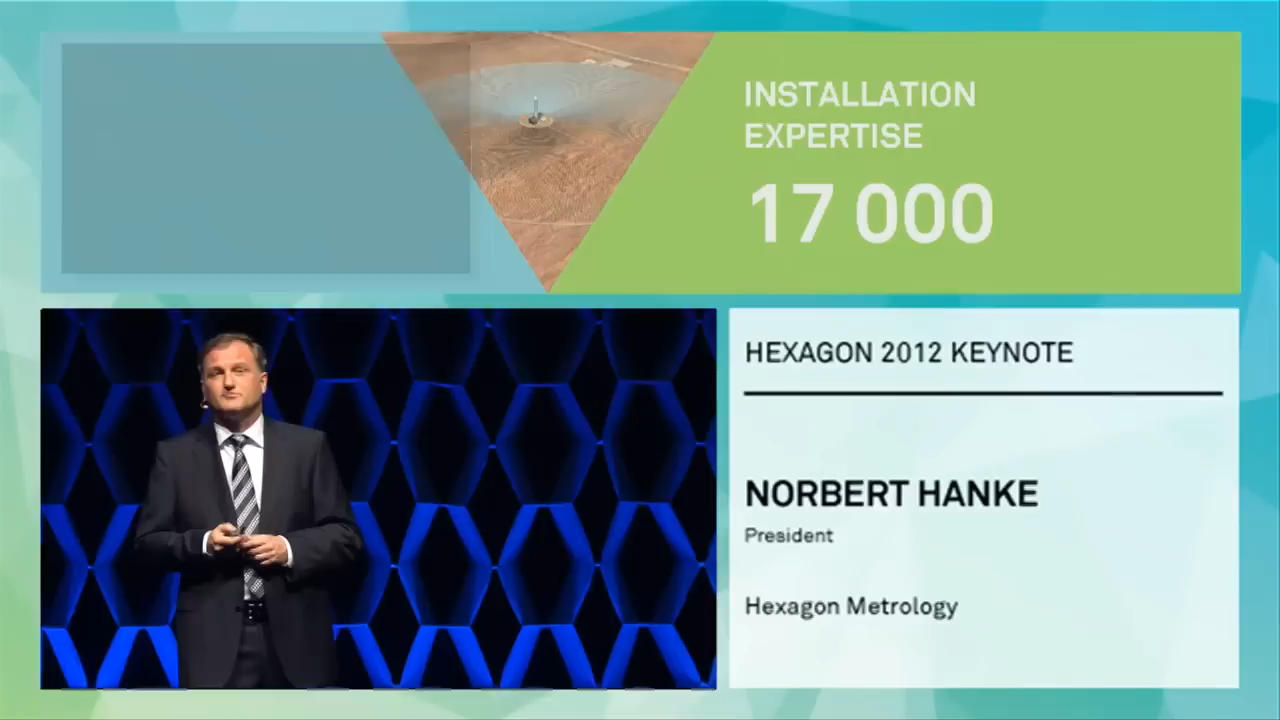 INSTALLATION
EXPERTISE
17 000
HEXAGON 2012 KEYNOTE
NORBERT HANKE
President
Hexagon Metrology